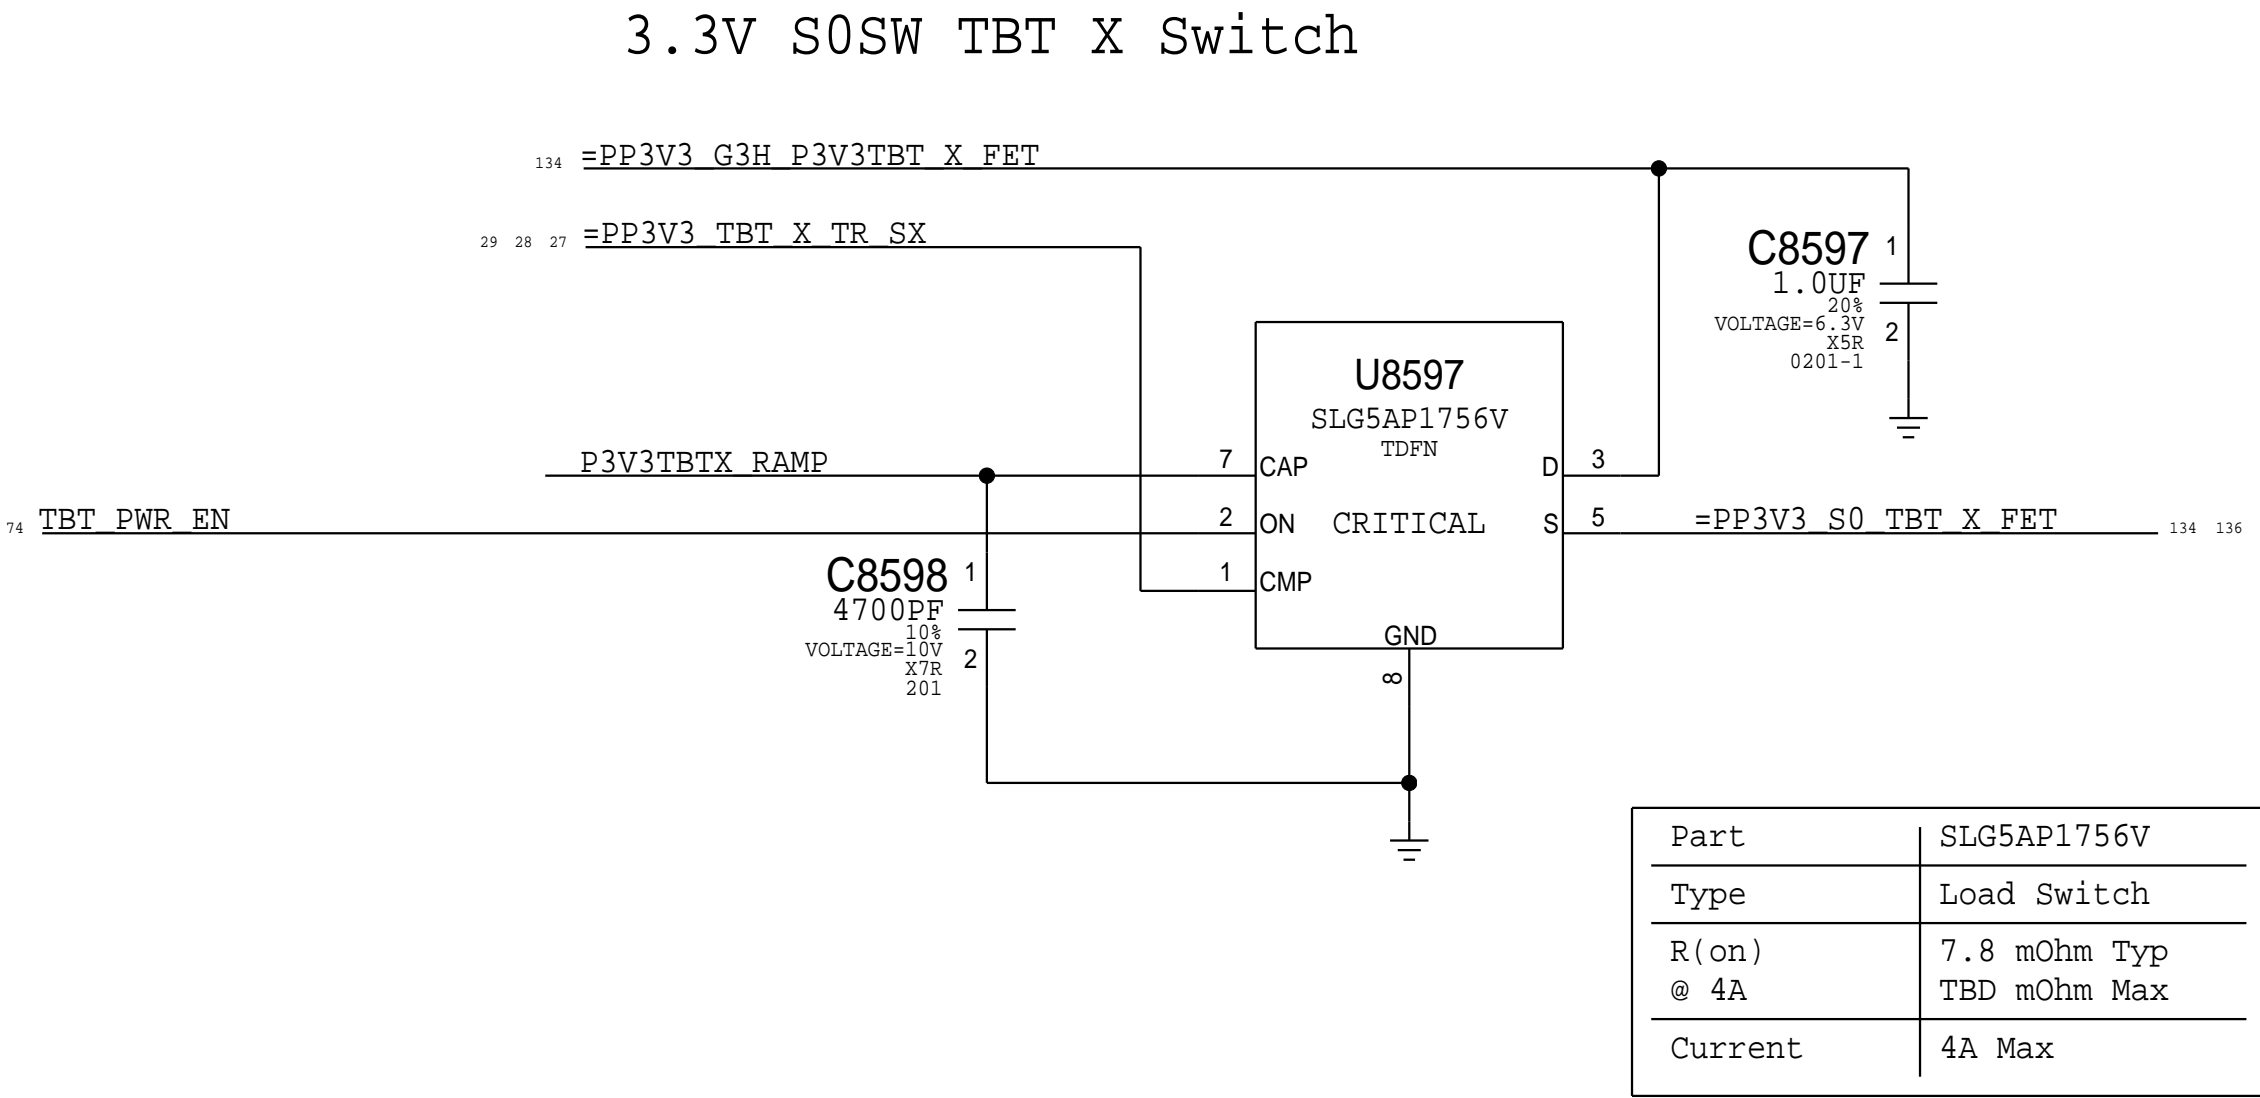 3.3V S0SW TBT X Switch
134 =PP3V3_G3H_P3V3TBT_X_FET
29 28 27 =PP3V3_TBT_X_TR_SX
C8597 1
1.0UF
20%
VOLTAGE=6.3V
X5R
0201-1
2
U8597
SLG5AP1756V
TDFN
CRITICAL
P3V3TBTX_RAMP 7 CAP
D 3
74 TBT_PWR_EN 2 ON
S 5 =PP3V3_S0_TBT_X_FET 134 136
1 CMP
GND
8
C8598 1
4700PF
10%
VOLTAGE=10V
X7R
201
2
Part SLG5AP1756V
Type Load Switch
R(on) 7.8 mOhm Typ
@ 4A TBD mOhm Max
Current 4A Max